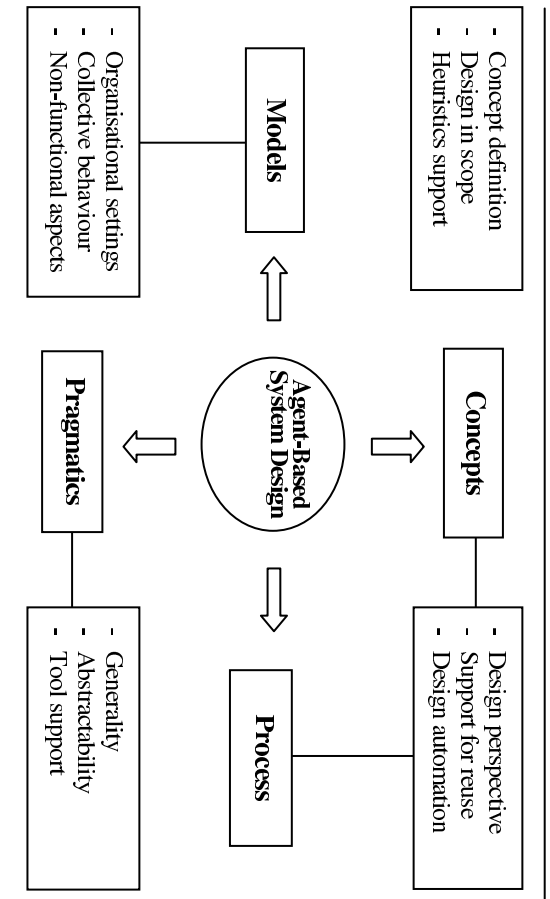 - Concept definition
- Design in scope
- Heuristics support
Concepts
- Design perspective
- Support for reuse
- Design automation
Models
Agent-Based
System Design
Process
- Organisational settings
- Collective behaviour
- Non-functional aspects
Pragmatics
- Generality
- Abstractability
- Tool support